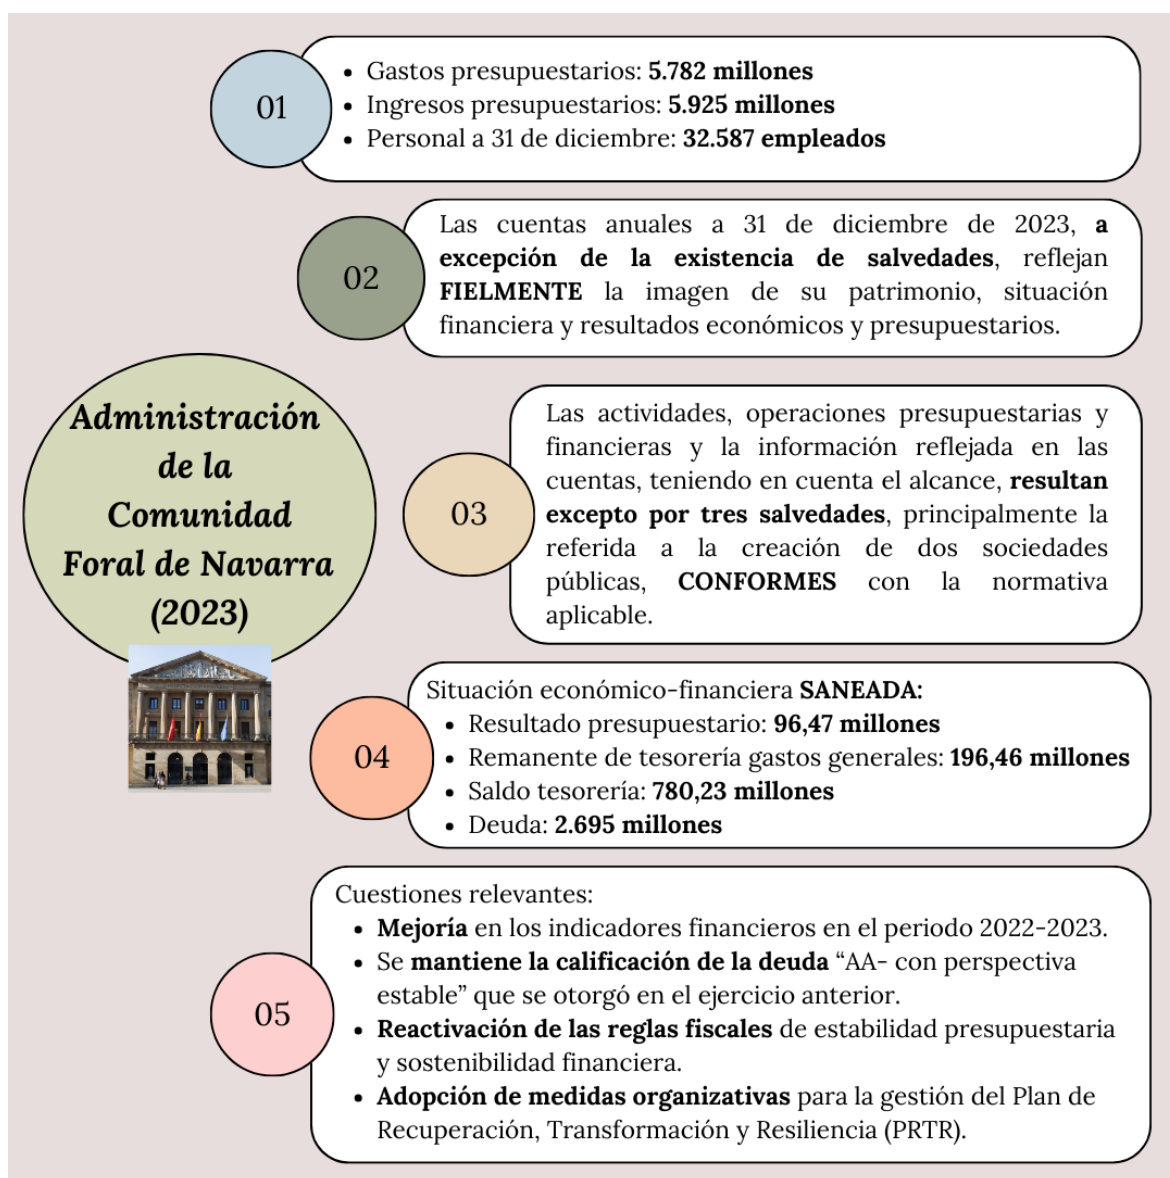 01
• Gastos presupuestarios: 5.782 millones
• Ingresos presupuestarios: 5.925 millones
• Personal a 31 de diciembre: 32.587 empleados
02
Las cuentas anuales a 31 de diciembre de 2023, a
excepción de la existencia de salvedades, reflejan
FIELMENTE la imagen de su patrimonio, situación
financiera y resultados económicos y presupuestarios.
Administración
de la
Comunidad
Foral de Navarra
(2023)
03
Las actividades, operaciones presupuestarias y
financieras y la información reflejada en las
cuentas, teniendo en cuenta el alcance, resultan
excepto por tres salvedades, principalmente la
referida a la creación de dos sociedades
públicas, CONFORMES con la normativa
aplicable.
04
Situación económico-financiera SANEADA:
• Resultado presupuestario: 96,47 millones
• Remanente de tesorería gastos generales: 196,46 millones
• Saldo tesorería: 780,23 millones
• Deuda: 2.695 millones
05
Cuestiones relevantes:
• Mejoría en los indicadores financieros en el periodo 2022-2023.
• Se mantiene la calificación de la deuda “AA- con perspectiva
estable” que se otorgó en el ejercicio anterior.
• Reactivación de las reglas fiscales de estabilidad presupuestaria
y sostenibilidad financiera.
• Adopción de medidas organizativas para la gestión del Plan de
Recuperación, Transformación y Resiliencia (PRTR).